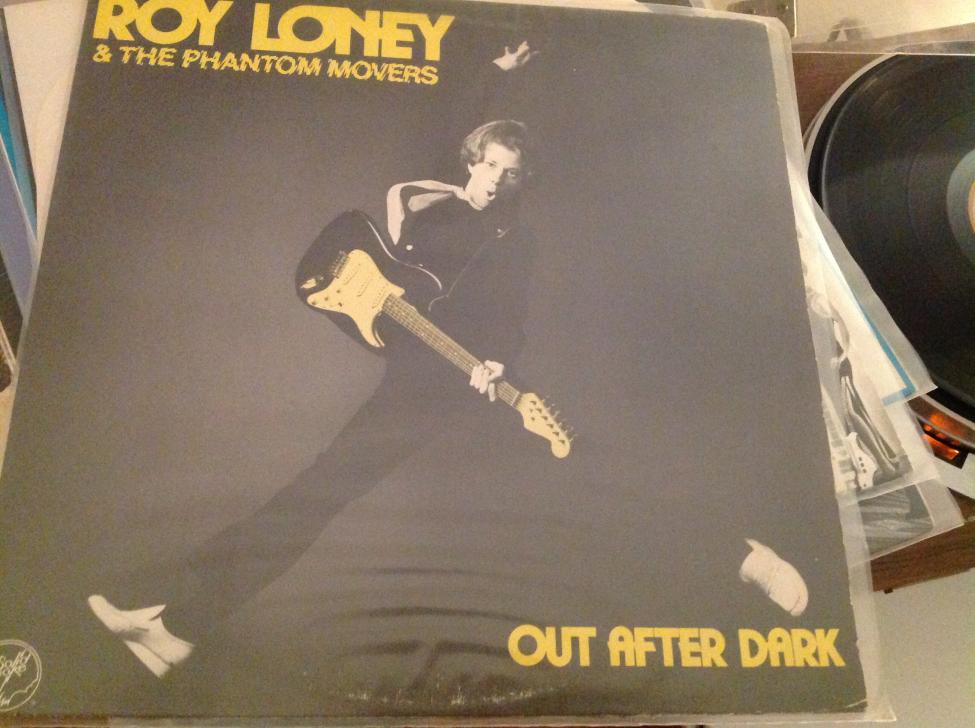 ROY LONEY
& THE PHANTOM MOVERS
OUT AFTER DARK